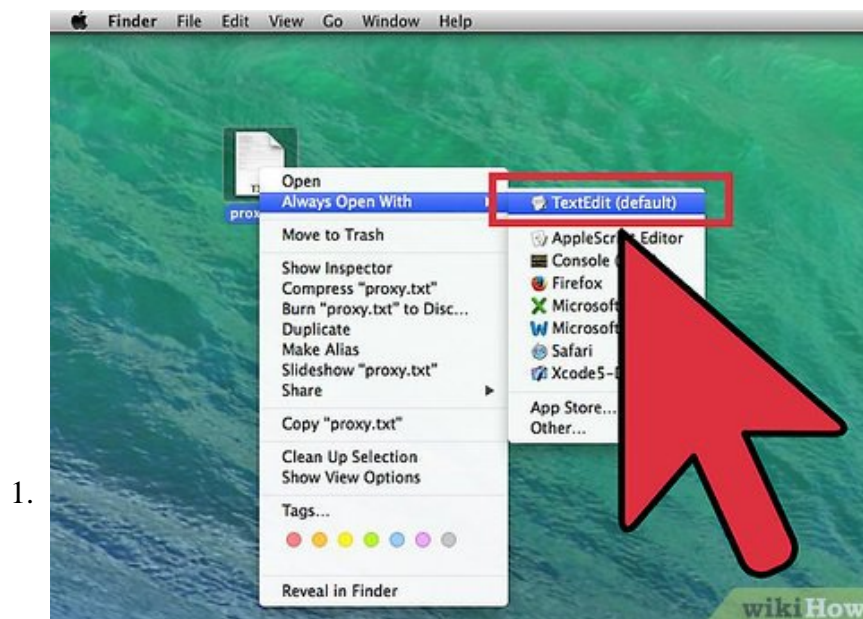 Finder File Edit View Go Window Help
Open
Always Open With
TextEdit (default)
Move to Trash
Show Inspector
Compress "proxy.txt"
Burn "proxy.txt" to Disc...
Duplicate
Make Alias
Slideshow "proxy.txt"
Share
Copy "proxy.txt"
Clean Up Selection
Show View Options
Tags...
Reveal in Finder
AppleScript Editor
Console
Firefox
Microsoft
Microsoft
Safari
App Store...
Other...
1.
wikiHow